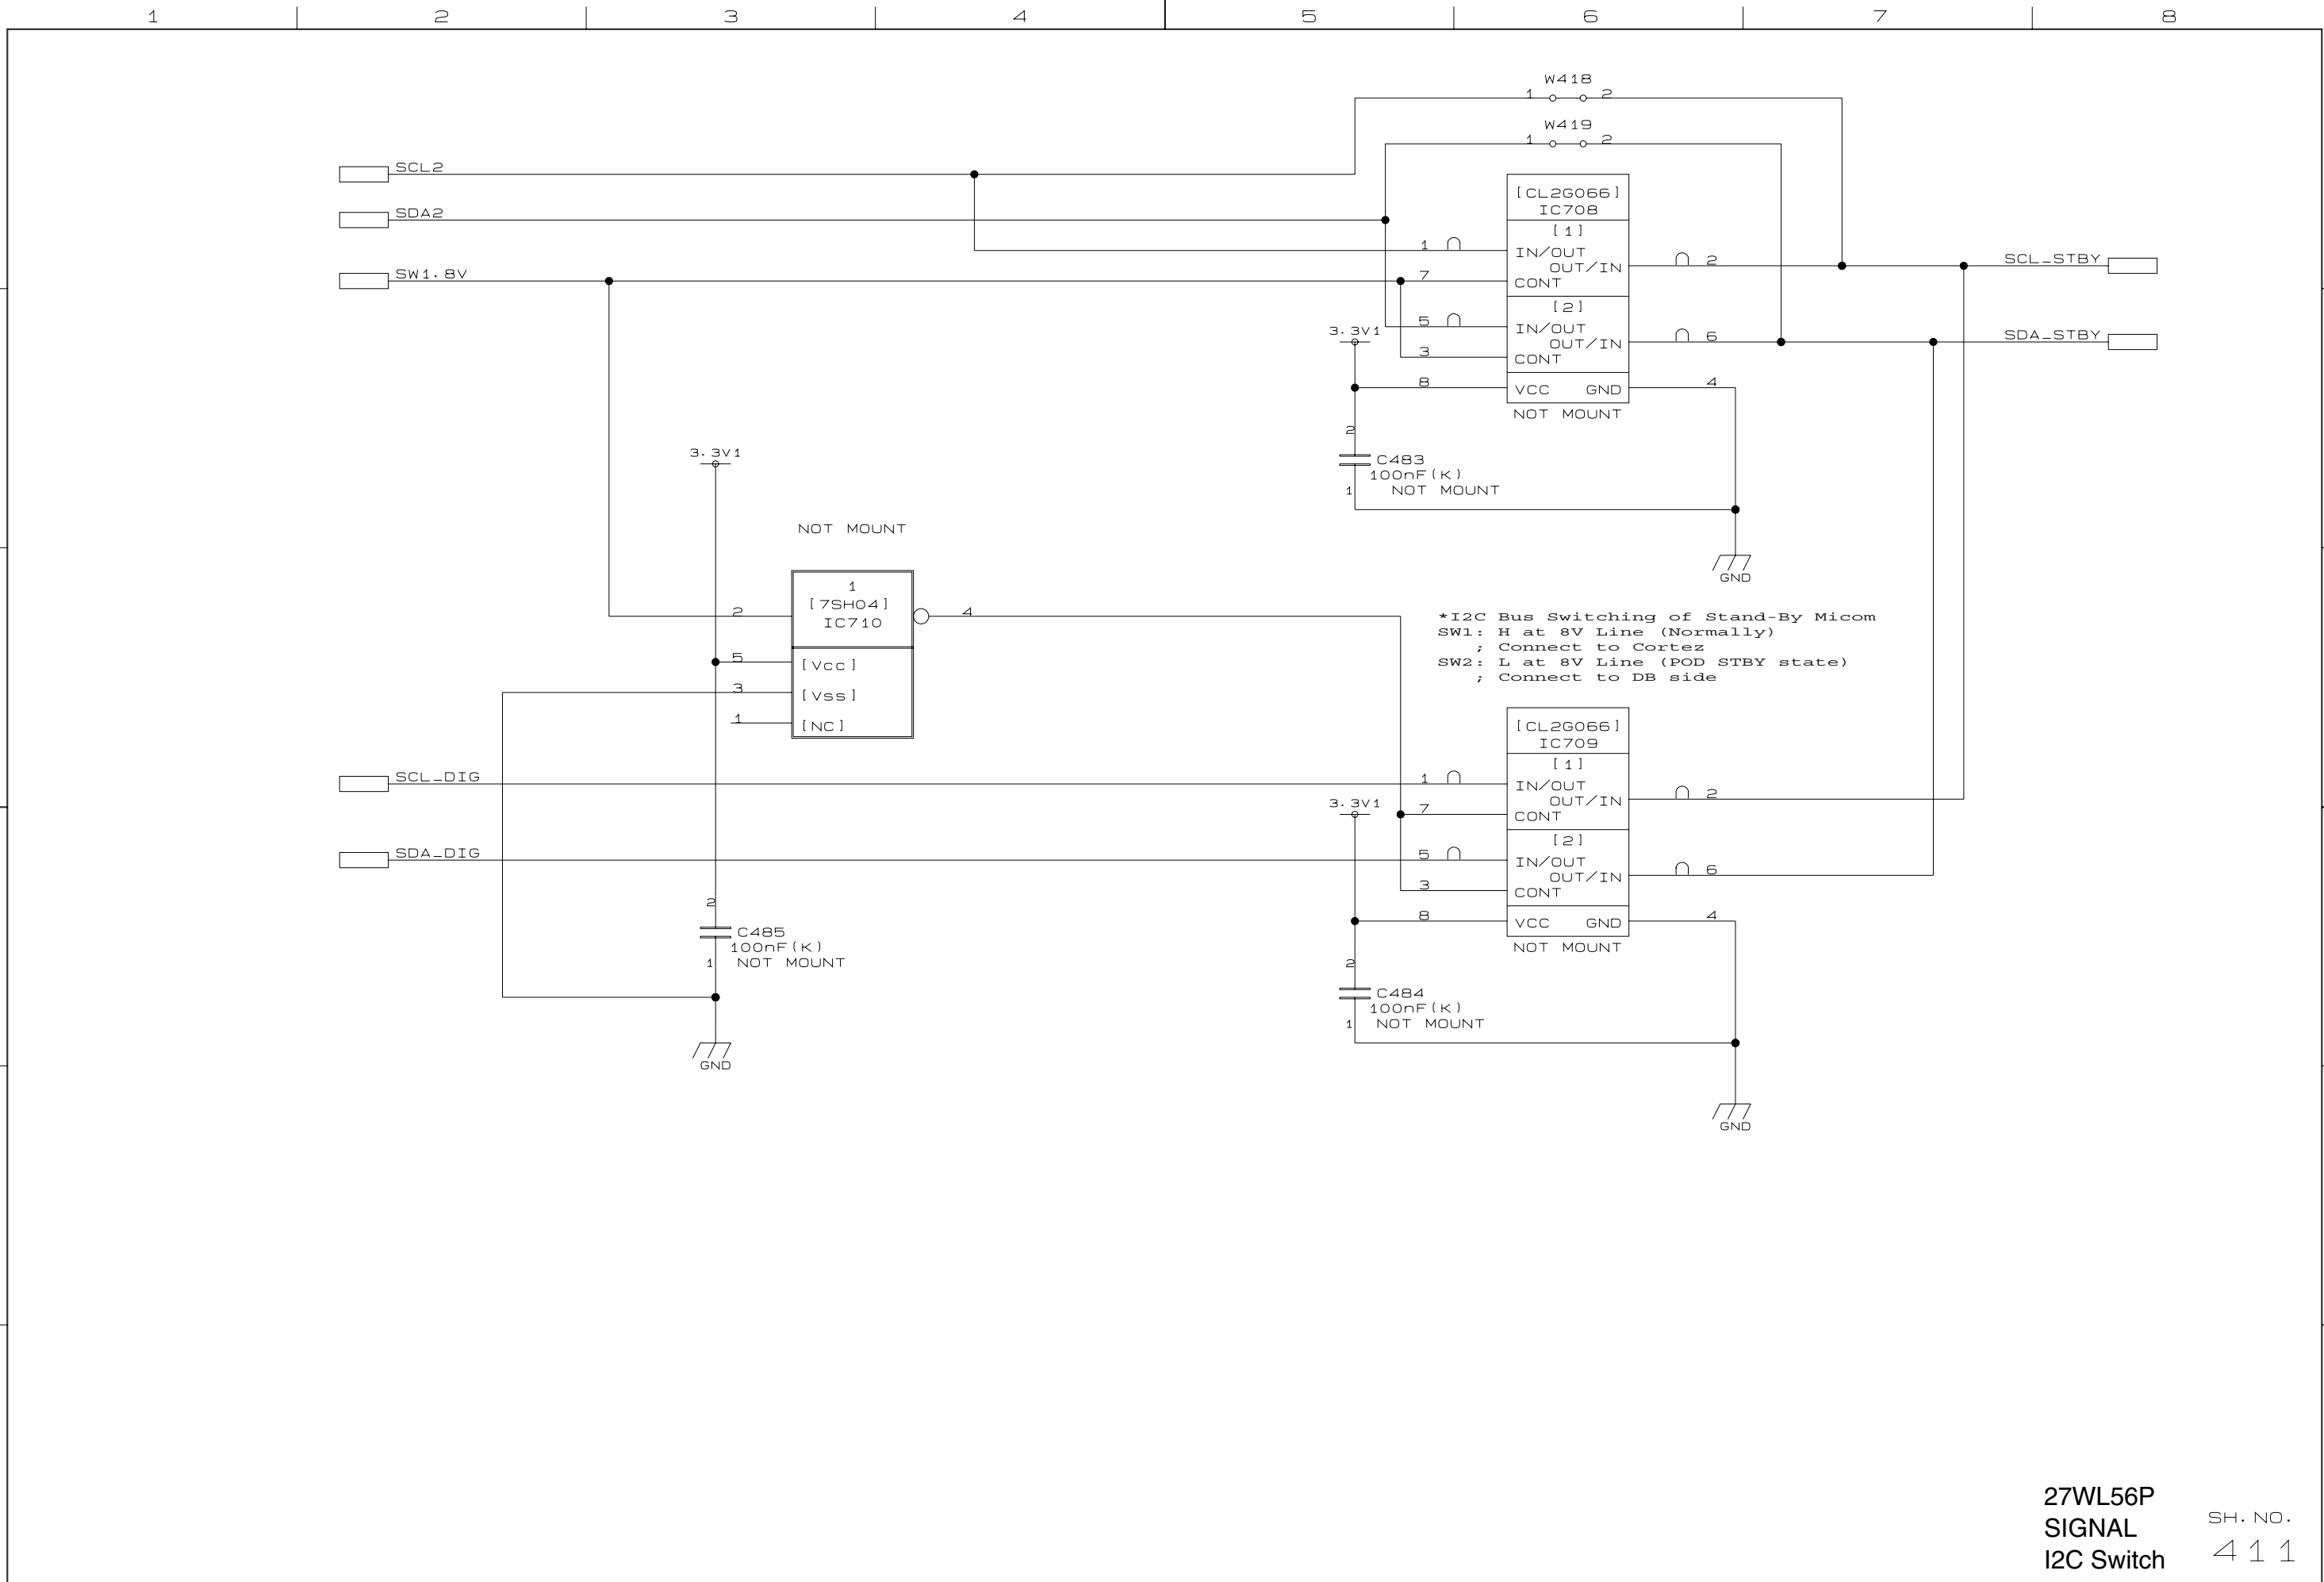 1 2 3 4 5 6 7 8
W418
1 2
W419
1 2
SCL2
SDA2
SW1.8V
[CL2G066]
IC708
[1]
1 IN/OUT
OUT/IN 2
7 CONT
[2]
5 IN/OUT
OUT/IN 6
3 CONT
8 VCC GND 4
NOT MOUNT
SCL_STBY
SDA_STBY
3.3V1
2
C483
100nF(K)
1 NOT MOUNT
GND
3.3V1
NOT MOUNT
1
[7SH04]
IC710
2 4
5 [Vcc]
3 [Vss]
1 [NC]
*I2C Bus Switching of Stand-By Micom
SW1: H at 8V Line (Normally)
; Connect to Cortez
SW2: L at 8V Line (POD STBY state)
; Connect to DB side
SCL_DIG
SDA_DIG
[CL2G066]
IC709
[1]
1 IN/OUT
OUT/IN 2
7 CONT
[2]
5 IN/OUT
OUT/IN 6
3 CONT
8 VCC GND 4
NOT MOUNT
3.3V1
2
C485
100nF(K)
1 NOT MOUNT
GND
2
C484
100nF(K)
1 NOT MOUNT
GND
27WL56P
SIGNAL
I2C Switch
SH.NO.
411